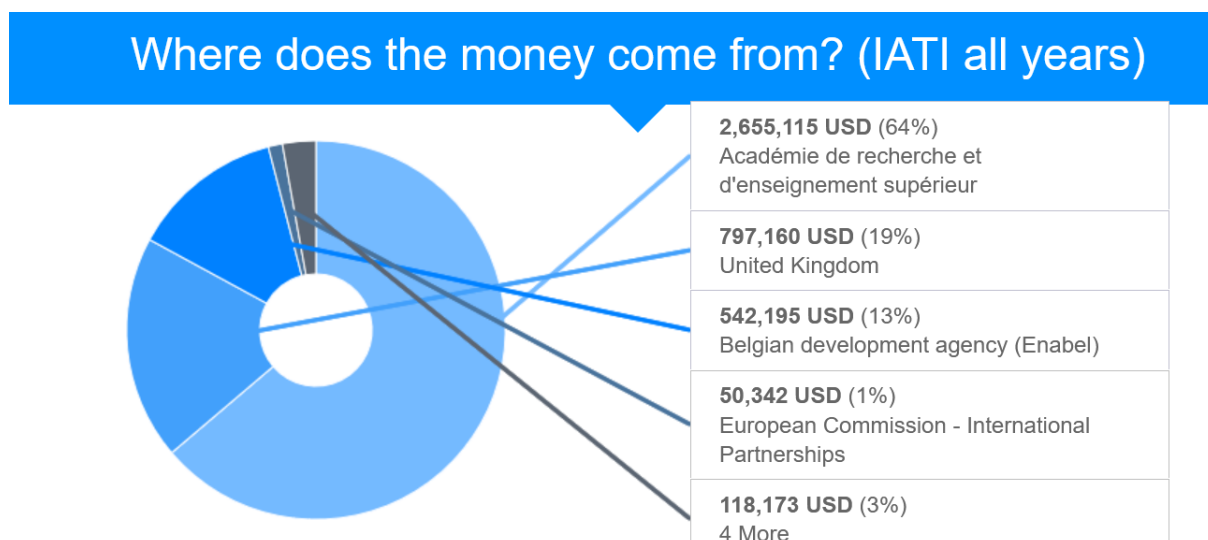 Where does the money come from? (IATI all years)
2,655,115 USD (64%)
Académie de recherche et
d'enseignement supérieur
797,160 USD (19%)
United Kingdom
542,195 USD (13%)
Belgian development agency (Enabel)
50,342 USD (1%)
European Commission - International
Partnerships
118,173 USD (3%)
4 More